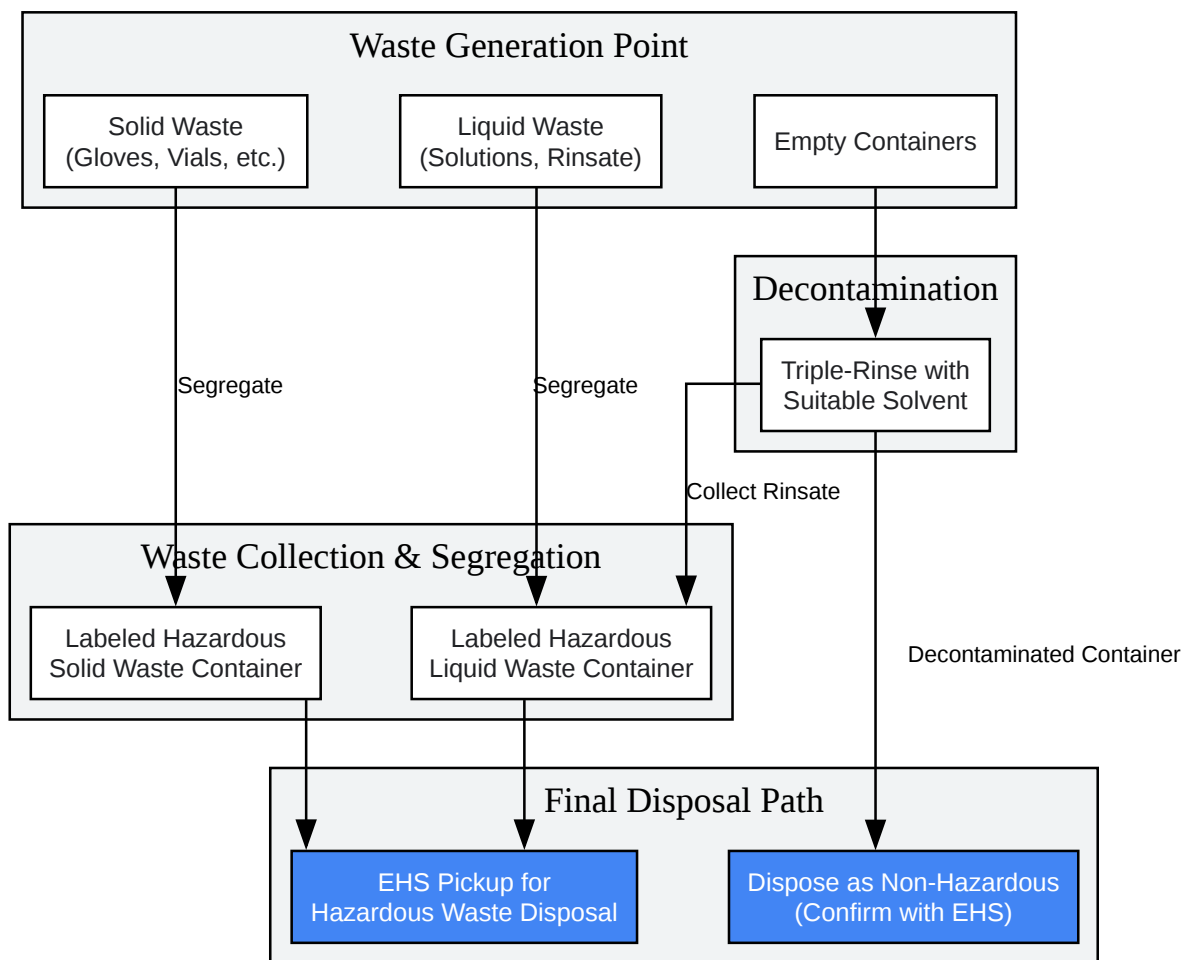 Waste Generation Point
Solid Waste
(Gloves, Vials, etc.)
Liquid Waste
(Solutions, Rinsate)
Empty Containers
Decontamination
Triple-Rinse with
Suitable Solvent
Segregate
Segregate
Collect Rinsate
Waste Collection & Segregation
Labeled Hazardous
Solid Waste Container
Labeled Hazardous
Liquid Waste Container
Decontaminated Container
Final Disposal Path
EHS Pickup for
Hazardous Waste Disposal
Dispose as Non-Hazardous
(Confirm with EHS)